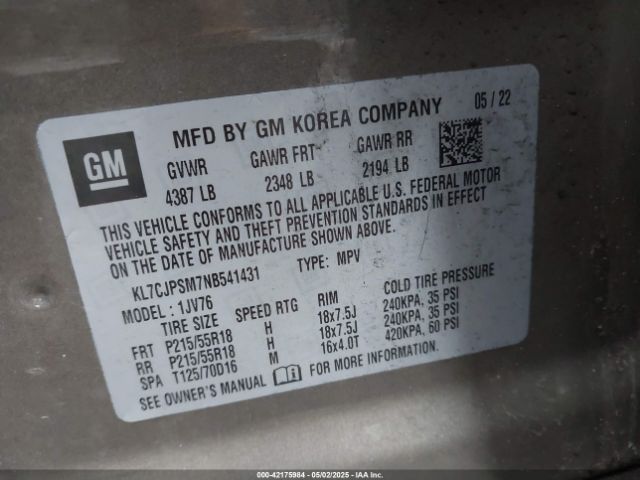 GM
MFD BY GM KOREA COMPANY 05 / 22
GVWR GAWR FRT GAWR RR
4387 LB 2348 LB 2194 LB
THIS VEHICLE CONFORMS TO ALL APPLICABLE U.S. FEDERAL MOTOR
VEHICLE SAFETY AND THEFT PREVENTION STANDARDS IN EFFECT
ON THE DATE OF MANUFACTURE SHOWN ABOVE.
KL7CJPSM7NB541431 TYPE: MPV
MODEL : 1JV76
TIRE SIZE SPEED RTG RIM COLD TIRE PRESSURE
FRT P215/55R18 H 18x7.5J 240KPA, 35 PSI
RR P215/55R18 H 18x7.5J 240KPA, 35 PSI
SPA T125/70D16 M 16x4.0T 420KPA, 60 PSI
SEE OWNER'S MANUAL FOR MORE INFORMATION.
000-42175984 - 05/02/2025 - IAA Inc.